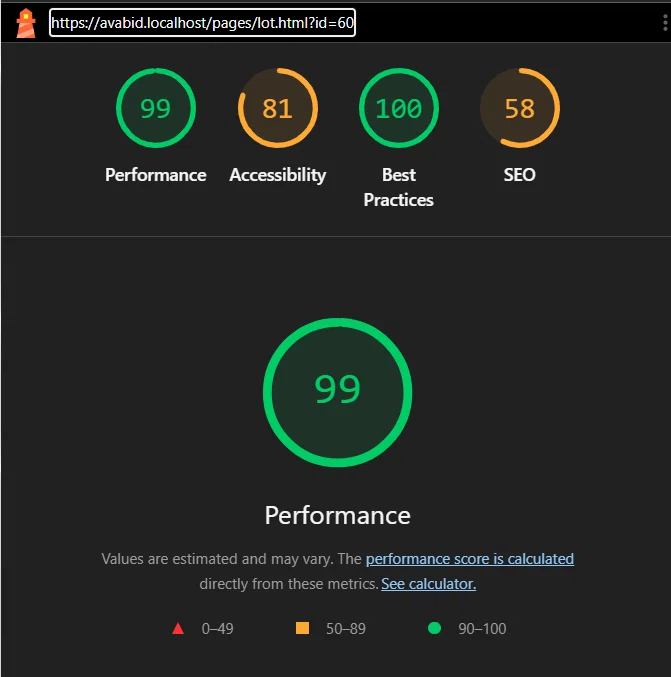 https://avabid.localhost/pages/lot.html?id=60
99 81 100 58
Performance Accessibility Best Practices SEO
99
Performance
Values are estimated and may vary. The performance score is calculated
directly from these metrics. See calculator.
0–49 50–89 90–100